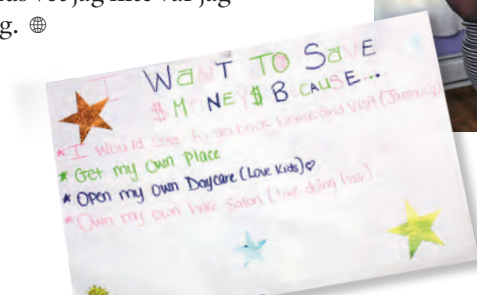 vet jag inte var jag
g.
I WaNT TO SaVE
$ MONEY $ BECAUSE...
* I Would Love to go back home and Visit (Jamaica)
* Get my Own Place
* Open my Own Daycare (Love Kids)♡
* Own my own hair Salon (love doing hair).